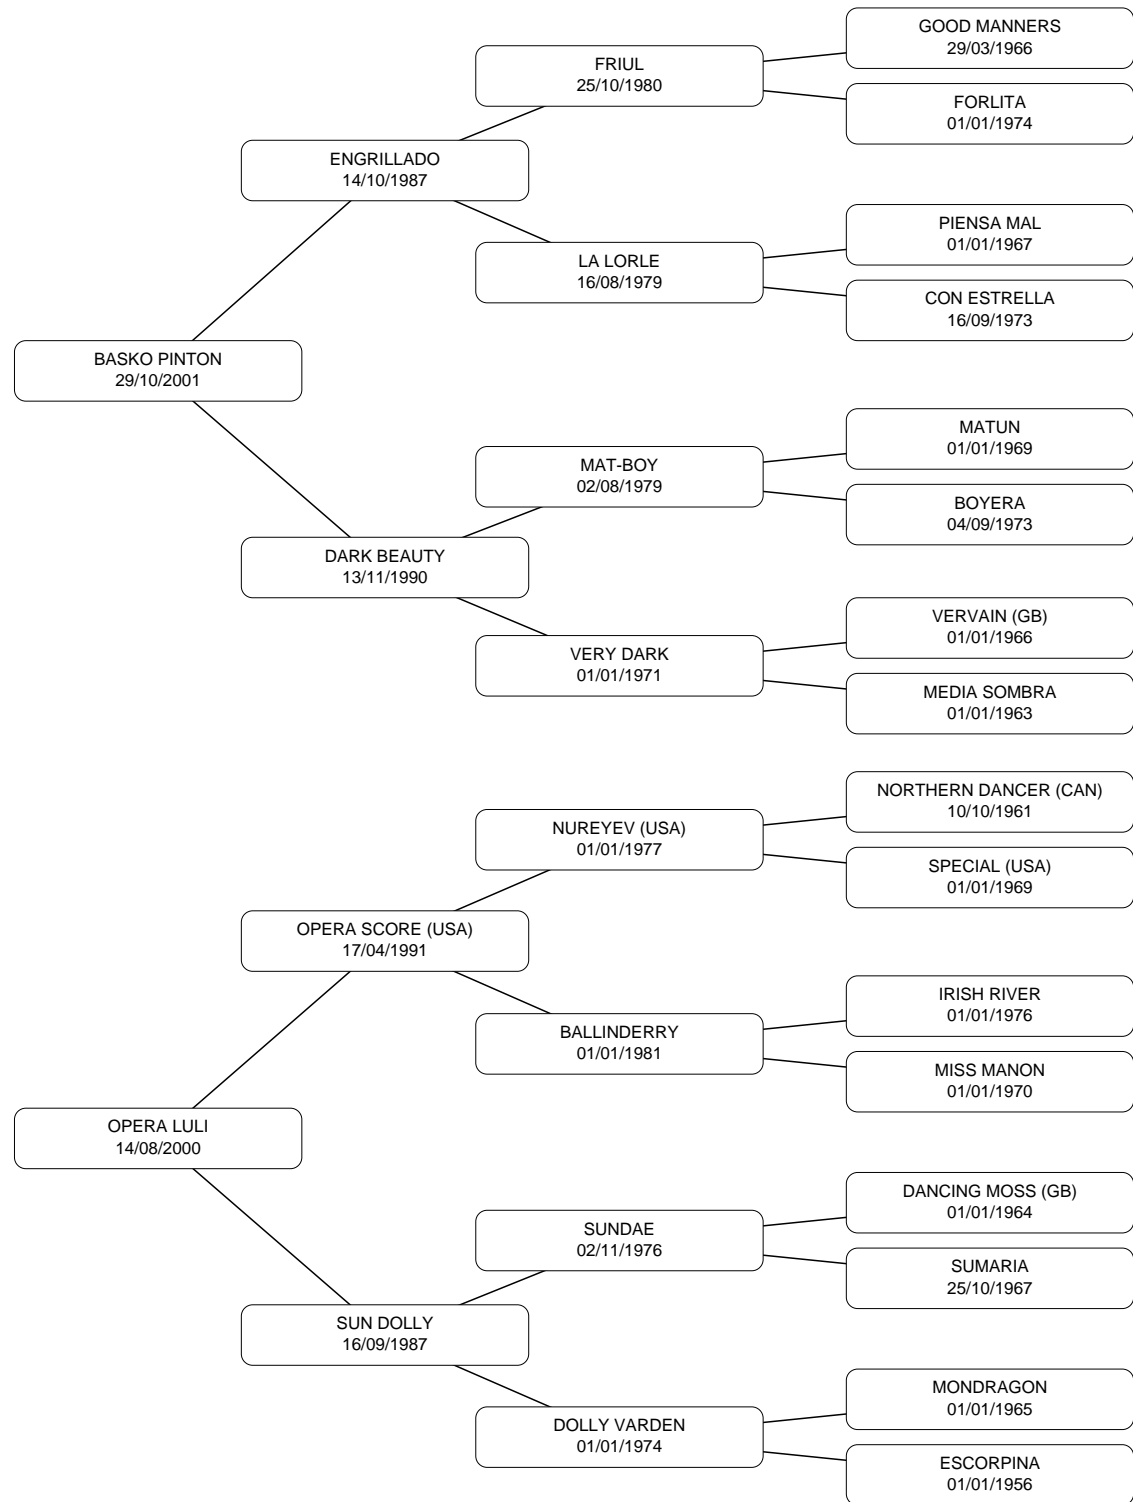 GOOD MANNERS
29/03/1966
FRIUL
25/10/1980
FORLITA
01/01/1974
ENGRILLADO
14/10/1987
PIENSA MAL
01/01/1967
LA LORLE
16/08/1979
CON ESTRELLA
16/09/1973
BASKO PINTON
29/10/2001
MATUN
01/01/1969
MAT-BOY
02/08/1979
BOYERA
04/09/1973
DARK BEAUTY
13/11/1990
VERVAIN (GB)
01/01/1966
VERY DARK
01/01/1971
MEDIA SOMBRA
01/01/1963
NORTHERN DANCER (CAN)
10/10/1961
NUREYEV (USA)
01/01/1977
SPECIAL (USA)
01/01/1969
OPERA SCORE (USA)
17/04/1991
IRISH RIVER
01/01/1976
BALLINDERRY
01/01/1981
MISS MANON
01/01/1970
OPERA LULI
14/08/2000
DANCING MOSS (GB)
01/01/1964
SUNDAE
02/11/1976
SUMARIA
25/10/1967
SUN DOLLY
16/09/1987
MONDRAGON
01/01/1965
DOLLY VARDEN
01/01/1974
ESCORPINA
01/01/1956